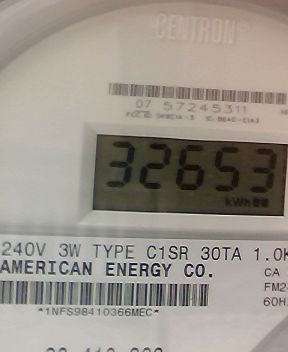 CENTRON®
07 57245311
32653
kWh
240V 3W TYPE C1SR 30TA 1.0K
AMERICAN ENERGY CO.
CA
FM2
60H
*1NFS98410366MEC*